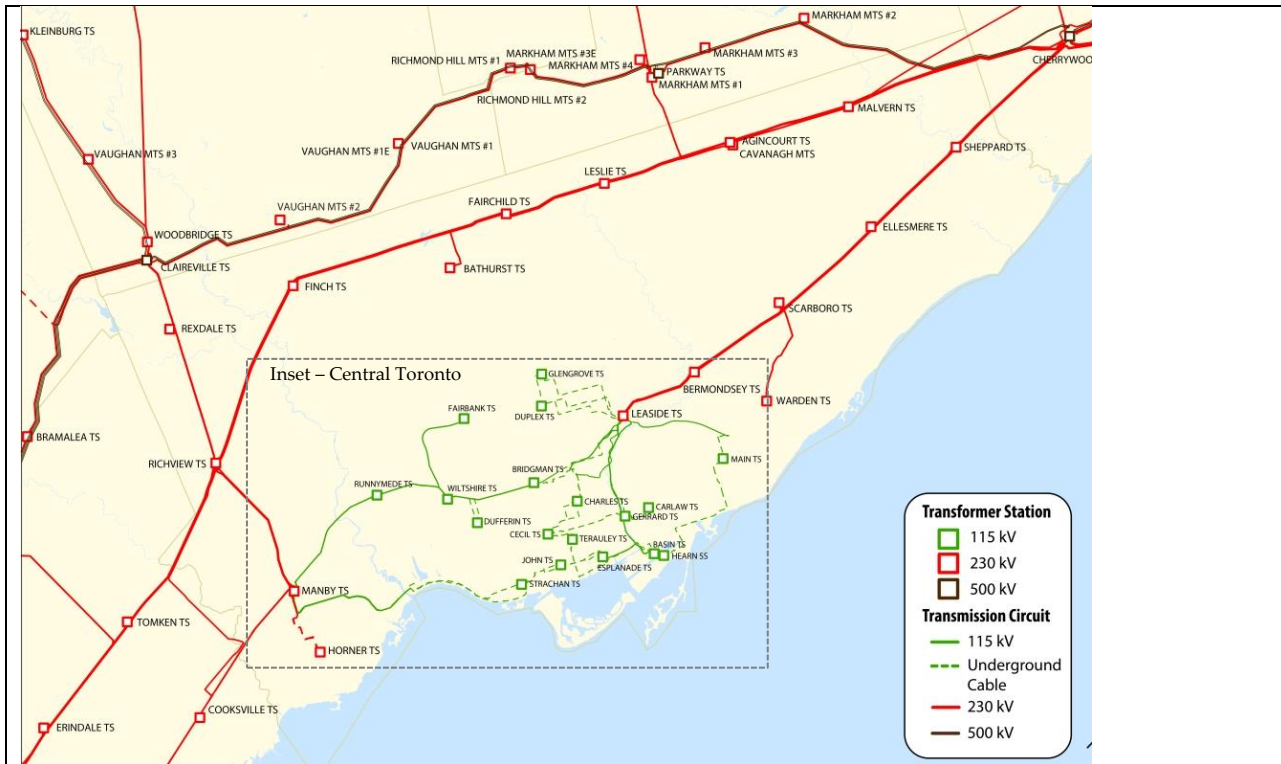 KLEINBURG TS
MARKHAM MTS #2
MARKHAM MTS #3E
RICHMOND HILL MTS #1
MARKHAM MTS #3
MARKHAM MTS #4
CHERRYWOO
PARKWAY TS
MARKHAM MTS #1
RICHMOND HILL MTS #2
MALVERN TS
VAUGHAN MTS #3
VAUGHAN MTS #1E
VAUGHAN MTS #1
AGINCOURT TS
CAVANAGH MTS
SHEPPARD TS
LESLIE TS
VAUGHAN MTS #2
FAIRCHILD TS
ELLESMERE TS
WOODBRIDGE TS
CLAIREVILLE TS
BATHURST TS
FINCH TS
SCARBORO TS
REXDALE TS
Inset – Central Toronto
GLENGROVE TS
BERMONDSEY TS
WARDEN TS
FAIRBANK TS
DUPLEX TS
LEASIDE TS
BRAMALEA TS
RICHVIEW TS
MAIN TS
BRIDGMAN TS
RUNNYMEDE TS
WILTSHIRE TS
CHARLES TS
CARLAW TS
GERRARD TS
DUFFERIN TS
CECIL TS
TERAULEY TS
BASIN TS
HEARN SS
JOHN TS
ESPLANADE TS
STRACHAN TS
MANBY TS
TOMKEN TS
HORNER TS
COOKSVILLE TS
ERINDALE TS
Transformer Station
115 kV
230 kV
500 kV
Transmission Circuit
115 kV
Underground
Cable
230 kV
500 kV